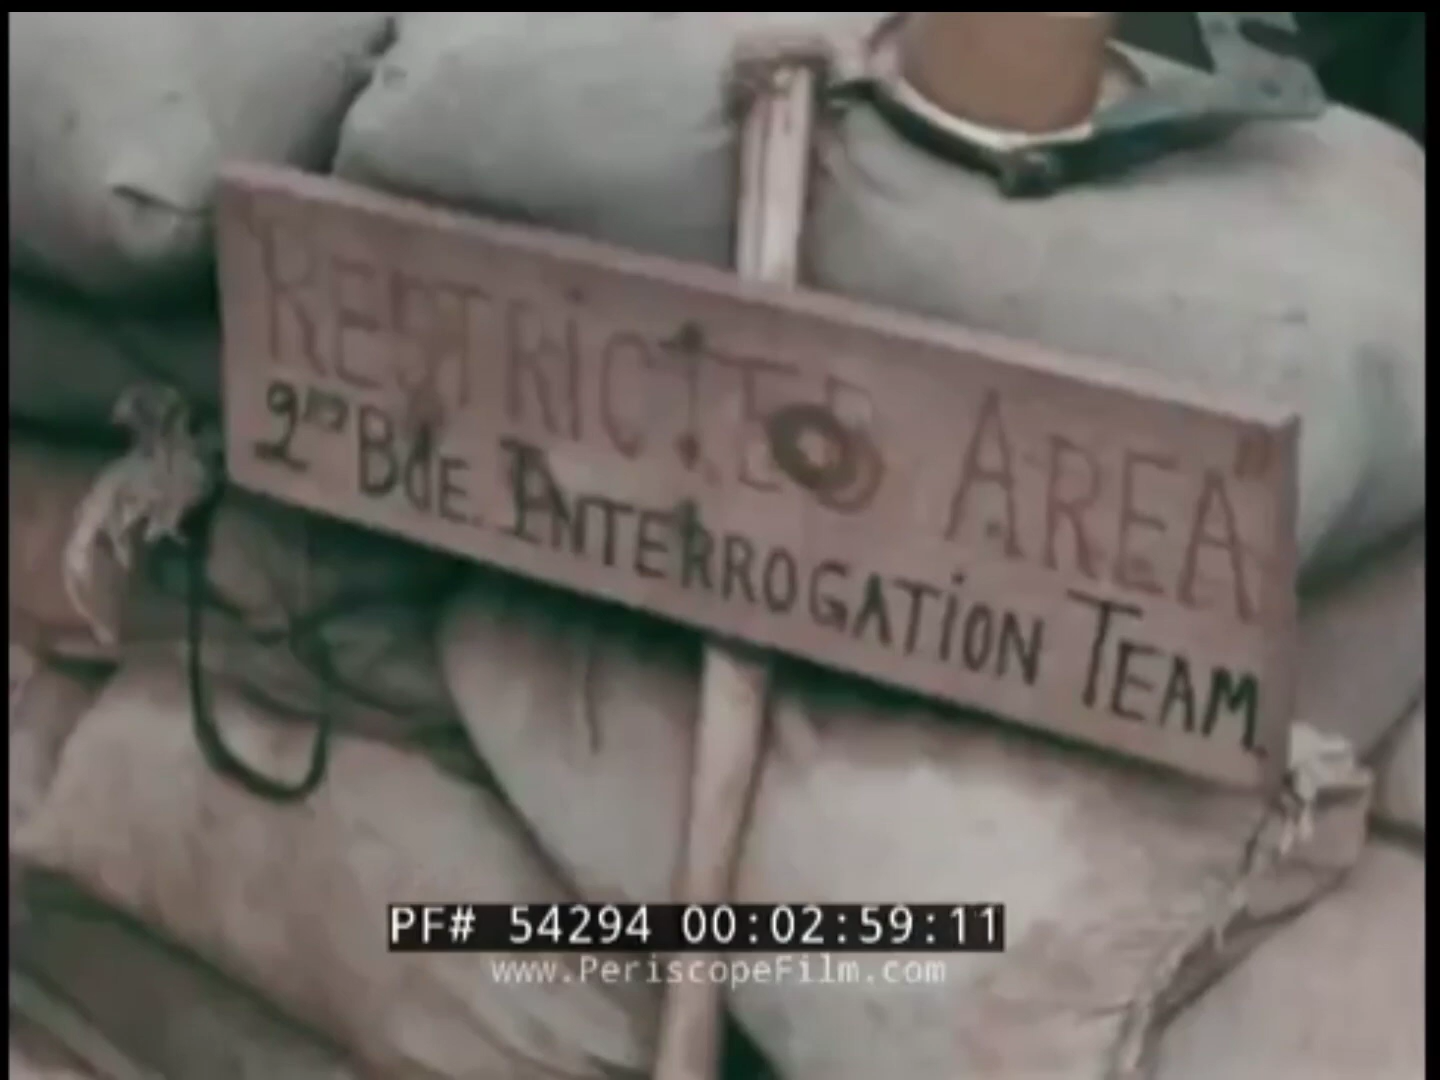 "RESTRICTED AREA"
2ND Bde. INTERROGATION TEAM.
PF# 54294 00:02:59:11
www.PeriscopeFilm.com